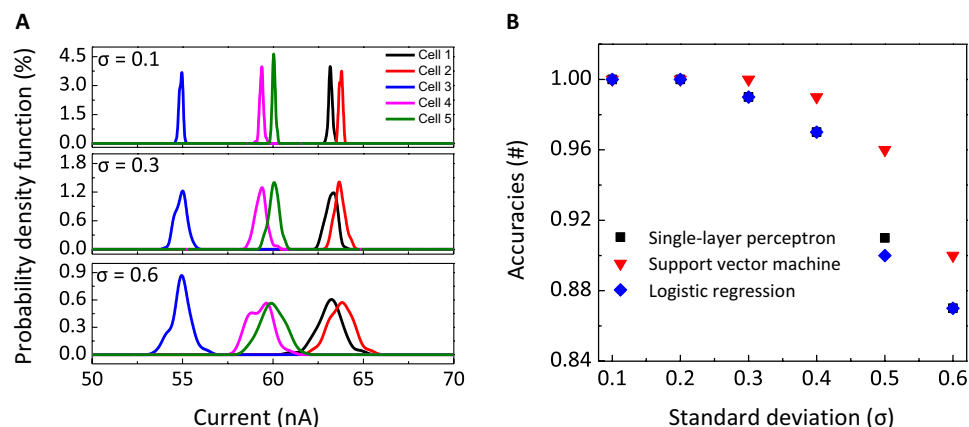 A
Probability density function (%)
4.5
3.0
1.5
0.0
σ = 0.1
Cell 1
Cell 2
Cell 3
Cell 4
Cell 5
1.8
1.2
0.6
0.0
σ = 0.3
0.9
0.6
0.3
0.0
σ = 0.6
50 55 60 65 70
Current (nA)
B
Accuracies (#)
1.00
0.96
0.92
0.88
0.84
Single-layer perceptron
Support vector machine
Logistic regression
0.1 0.2 0.3 0.4 0.5 0.6
Standard deviation (σ)